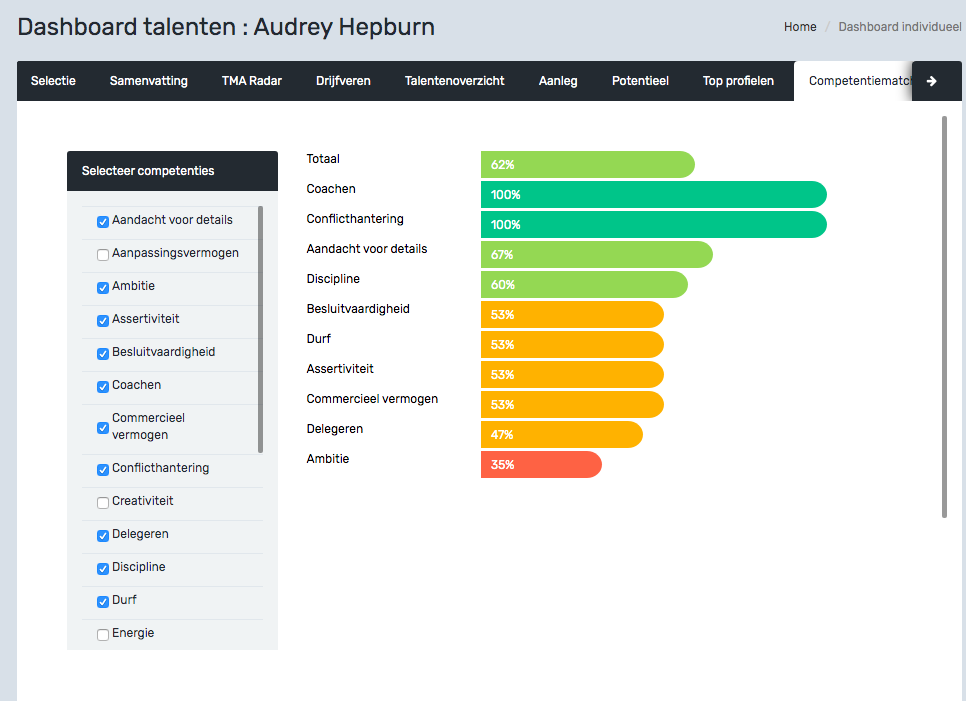 Dashboard talenten : Audrey Hepburn
Home / Dashboard individueel
Selectie Samenvatting TMA Radar Drijfveren Talentenoverzicht Aanleg Potentieel Top profielen Competentiematch
Selecteer competenties
Aandacht voor details
Aanpassingsvermogen
Ambitie
Assertiviteit
Besluitvaardigheid
Coachen
Commercieel
vermogen
Conflicthantering
Creativiteit
Delegeren
Discipline
Durf
Energie
Totaal 62%
Coachen 100%
Conflicthantering 100%
Aandacht voor details 67%
Discipline 60%
Besluitvaardigheid 53%
Durf 53%
Assertiviteit 53%
Commercieel vermogen 53%
Delegeren 47%
Ambitie 35%